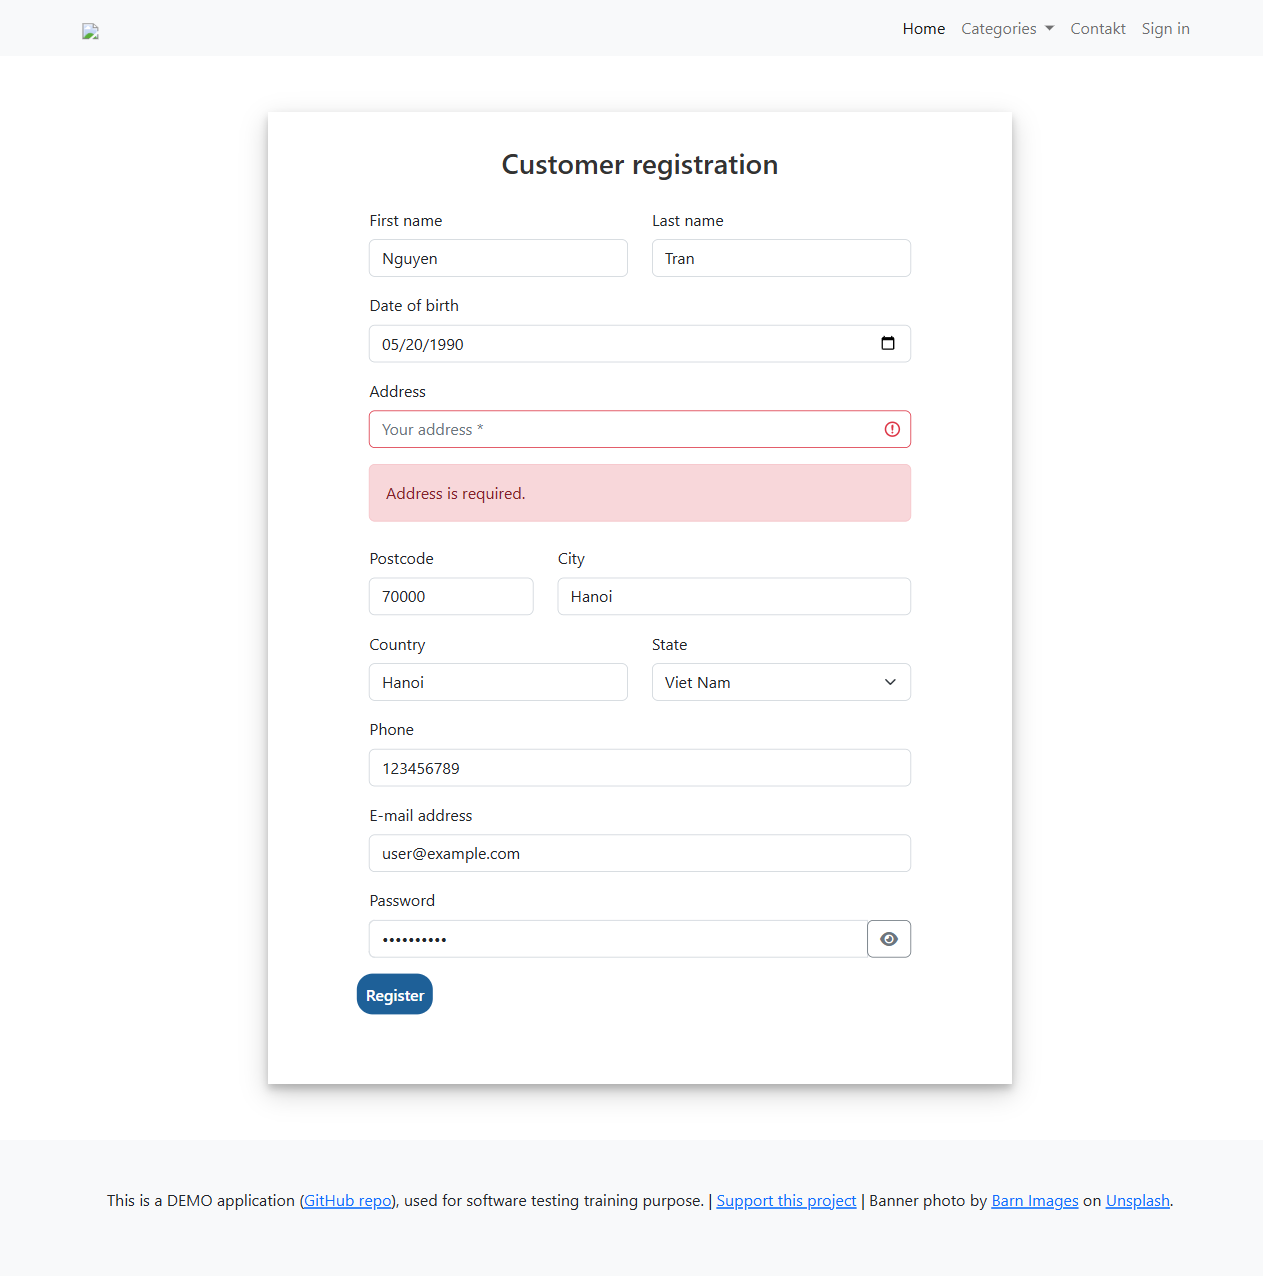 Home Categories Contakt Sign in
Customer registration
First name Last name
Nguyen Tran
Date of birth
05/20/1990
Address
Your address *
Address is required.
Postcode City
70000 Hanoi
Country State
Hanoi Viet Nam
Phone
123456789
E-mail address
user@example.com
Password
••••••••••
Register
This is a DEMO application (GitHub repo), used for software testing training purpose. | Support this project | Banner photo by Barn Images on Unsplash.